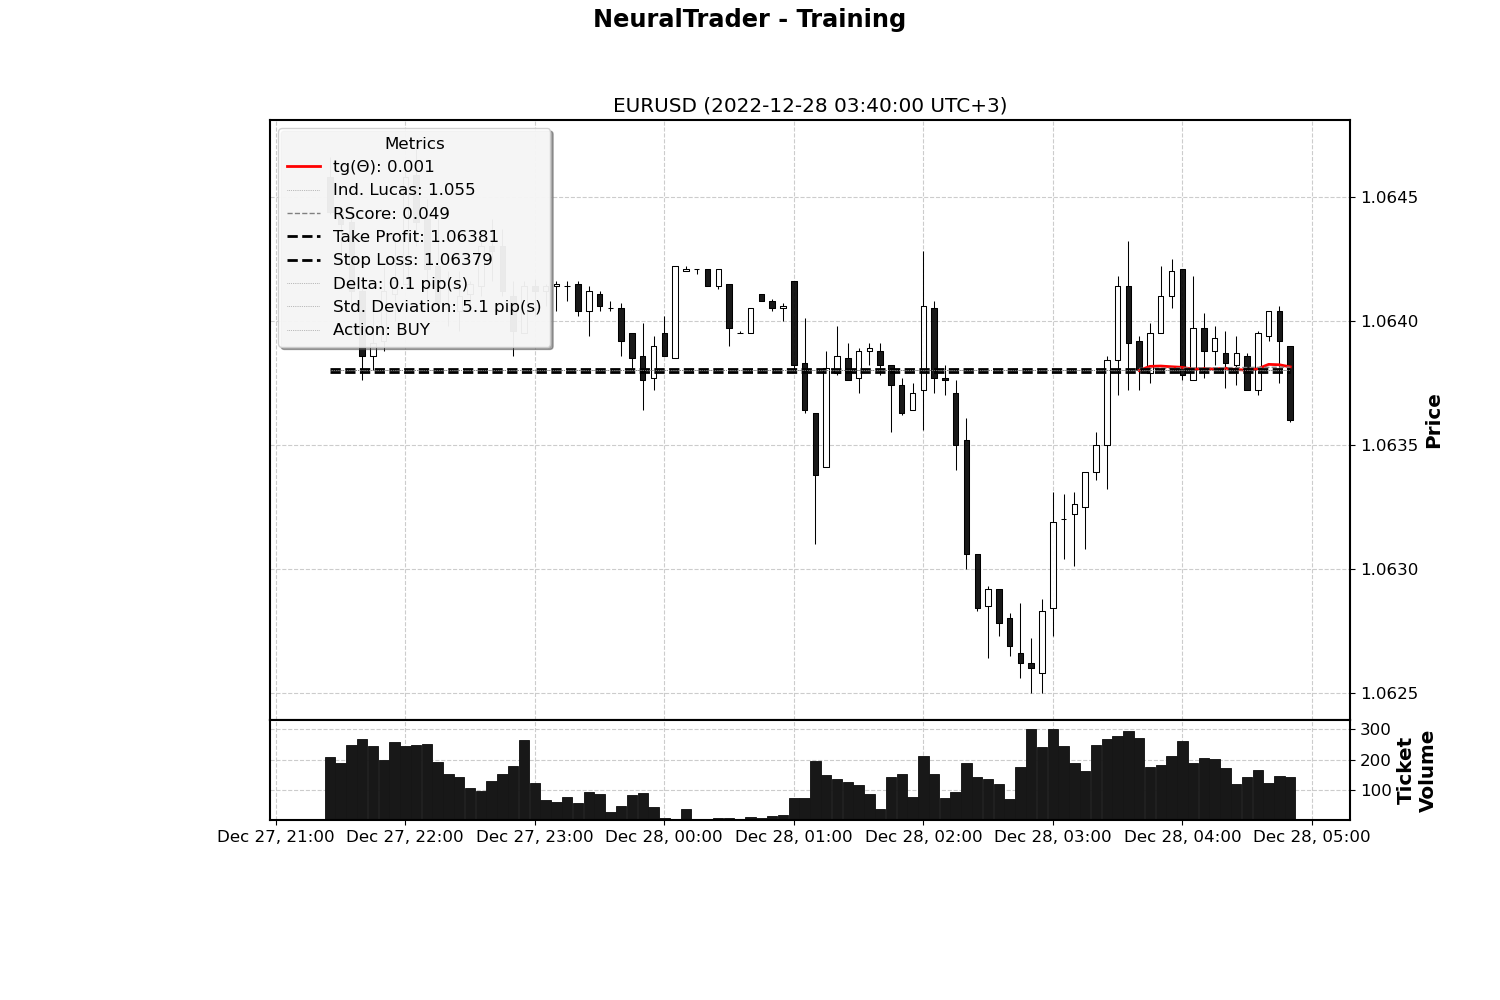 NeuralTrader - Training
EURUSD (2022-12-28 03:40:00 UTC+3)
Metrics
tg(Θ): 0.001
Ind. Lucas: 1.055
RScore: 0.049
Take Profit: 1.06381
Stop Loss: 1.06379
Delta: 0.1 pip(s)
Std. Deviation: 5.1 pip(s)
Action: BUY
1.0645
1.0640
1.0635
1.0630
1.0625
Price
300
200
100
Ticket
Volume
Dec 27, 21:00 Dec 27, 22:00 Dec 27, 23:00 Dec 28, 00:00 Dec 28, 01:00 Dec 28, 02:00 Dec 28, 03:00 Dec 28, 04:00 Dec 28, 05:00